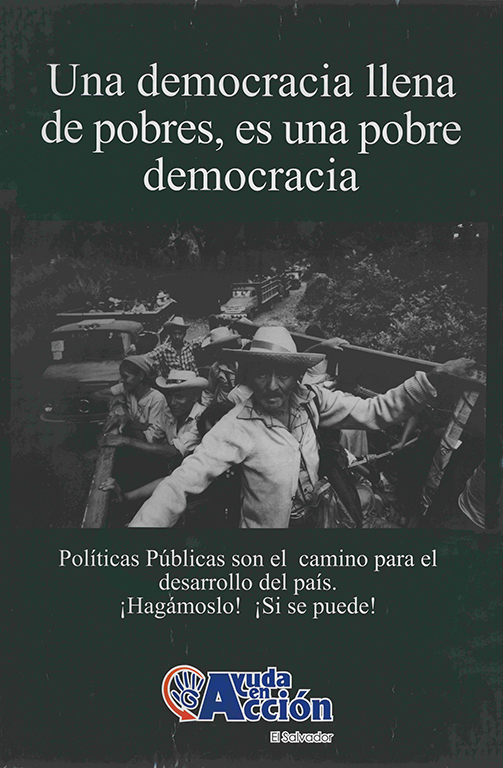 Una democracia llena
de pobres, es una pobre
democracia
Políticas Públicas son el camino para el
desarrollo del país.
¡Hagámoslo! ¡Si se puede!
Ayuda
en
Acción
El Salvador